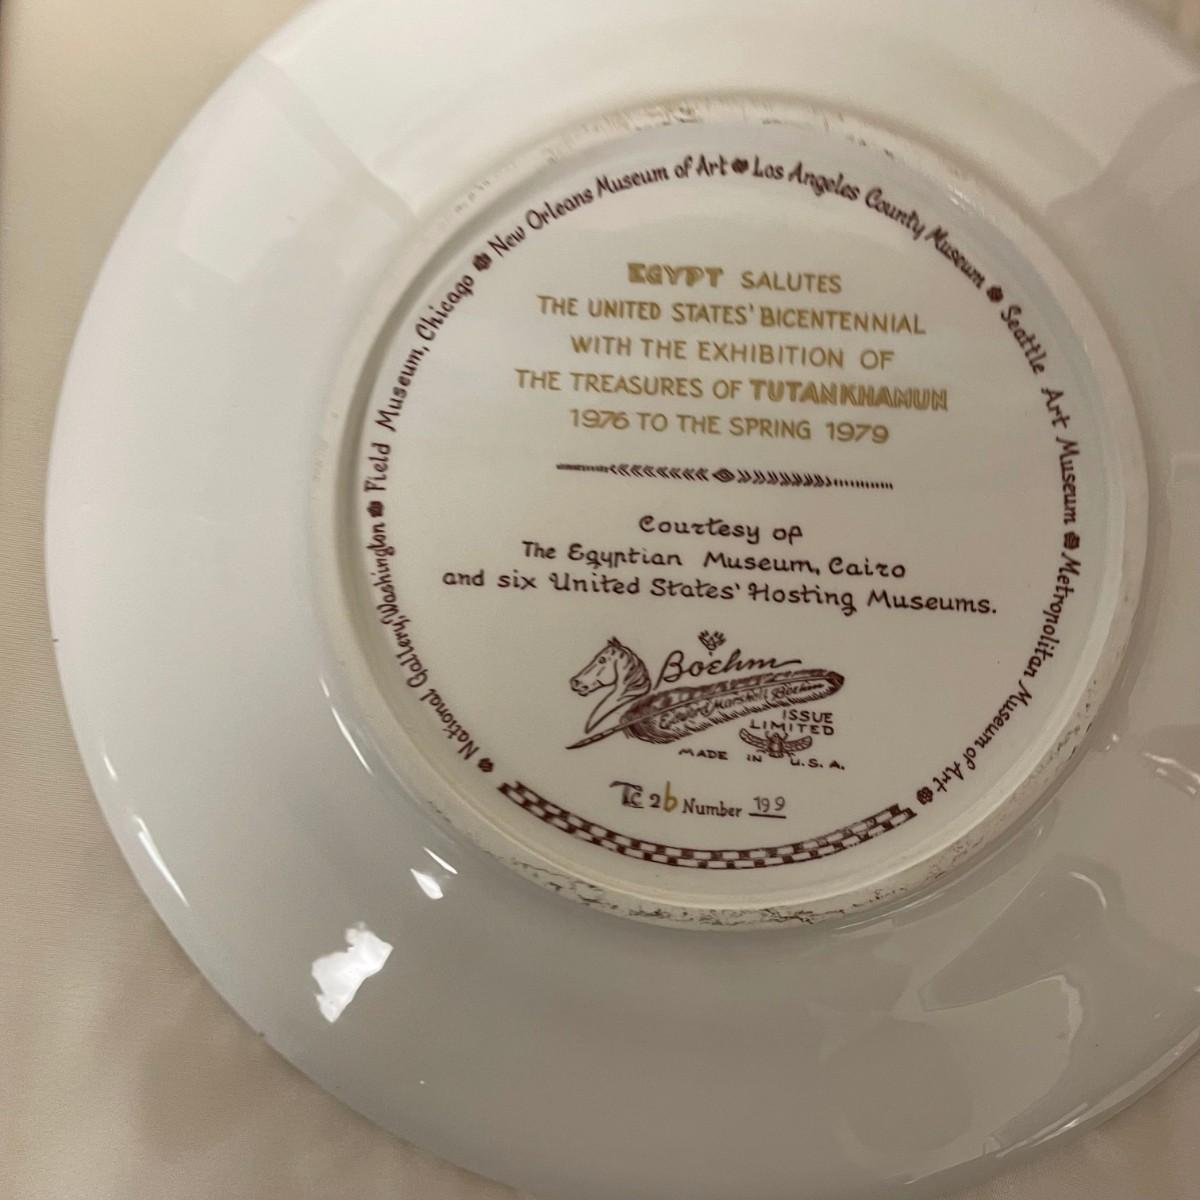 National Gallery, Washington Field Museum, Chicago New Orleans Museum of Art Los Angeles County Museum Seattle Art Museum Metropolitan Museum of Art
EGYPT SALUTES
THE UNITED STATES' BICENTENNIAL
WITH THE EXHIBITION OF
THE TREASURES OF TUTANKHAMUN
1976 TO THE SPRING 1979
Courtesy of
The Egyptian Museum, Cairo
and six United States' Hosting Museums.
Boehm
Edward Marshall Boehm
ISSUE
LIMITED
MADE IN U.S.A.
Tc 2b Number 199